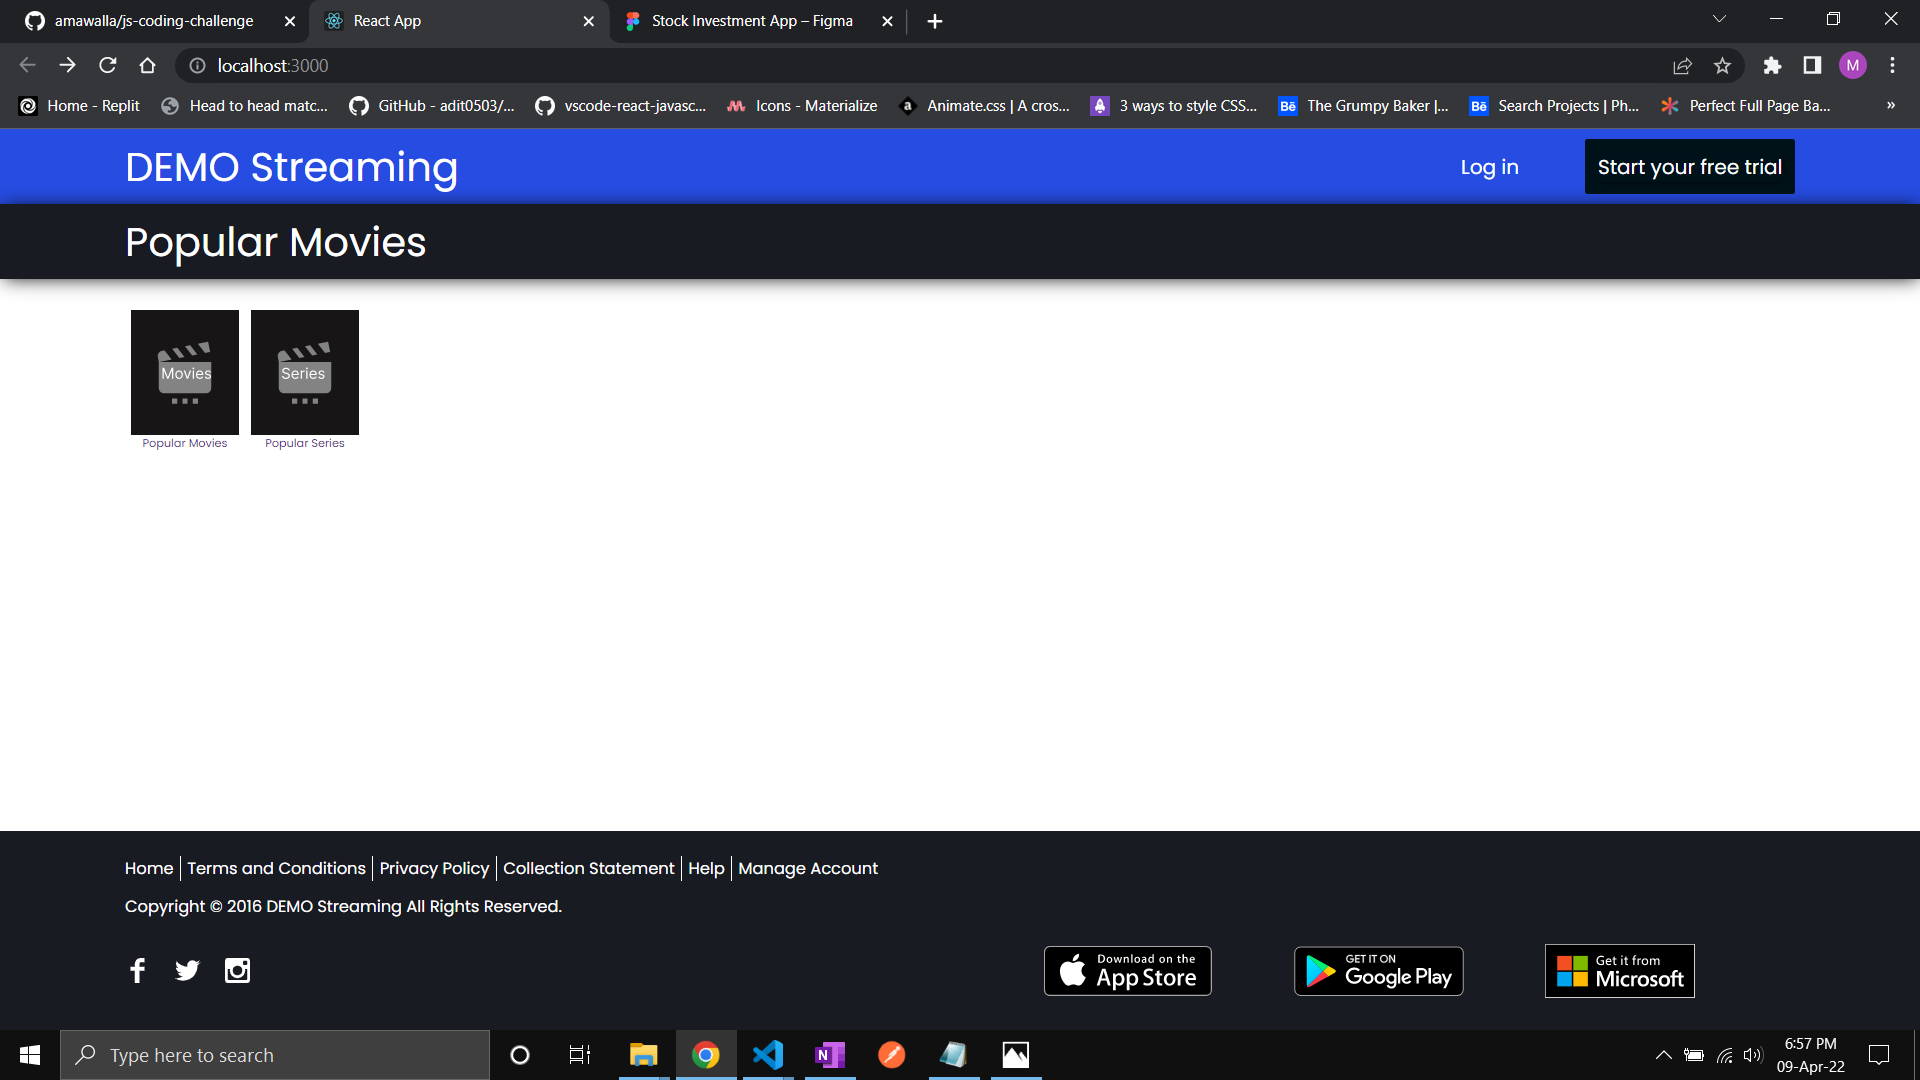 amawalla/js-coding-challenge
React App
Stock Investment App – Figma
localhost:3000
M
Home - Replit
Head to head matc...
GitHub - adit0503/...
vscode-react-javasc...
Icons - Materialize
a
Animate.css | A cros...
3 ways to style CSS...
Bē
The Grumpy Baker |...
Bē
Search Projects | Ph...
Perfect Full Page Ba...
»
DEMO Streaming
Log in
Start your free trial
Popular Movies
Movies
Series
Popular Movies
Popular Series
Home
Terms and Conditions
Privacy Policy
Collection Statement
Help
Manage Account
Copyright © 2016 DEMO Streaming All Rights Reserved.
Download on the
App Store
GET IT ON
Google Play
Get it from
Microsoft
Type here to search
N
6:57 PM
09-Apr-22